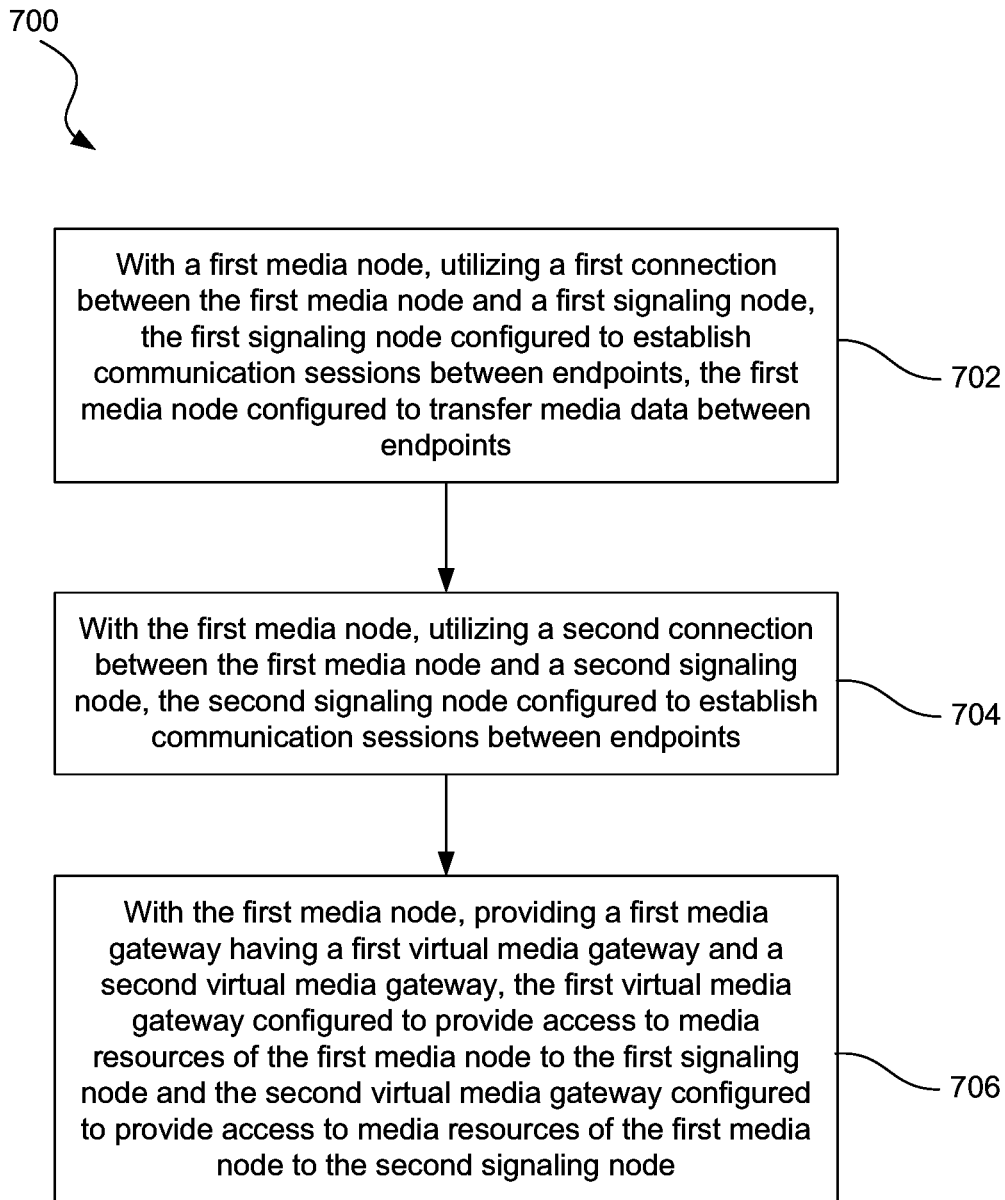 700
With a first media node, utilizing a first connection
between the first media node and a first signaling node,
the first signaling node configured to establish
communication sessions between endpoints, the first
media node configured to transfer media data between
endpoints
702
With the first media node, utilizing a second connection
between the first media node and a second signaling
node, the second signaling node configured to establish
communication sessions between endpoints
704
With the first media node, providing a first media
gateway having a first virtual media gateway and a
second virtual media gateway, the first virtual media
gateway configured to provide access to media
resources of the first media node to the first signaling
node and the second virtual media gateway configured
to provide access to media resources of the first media
node to the second signaling node
706